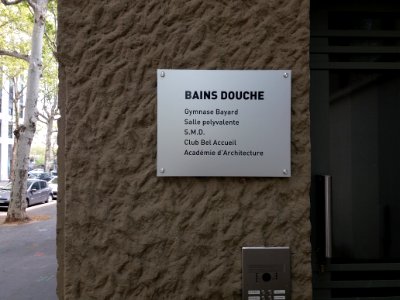 BAINS DOUCHE
Gymnase Bayard
Salle polyvalente
S.M.D.
Club Bel Accueil
Académie d'Architecture